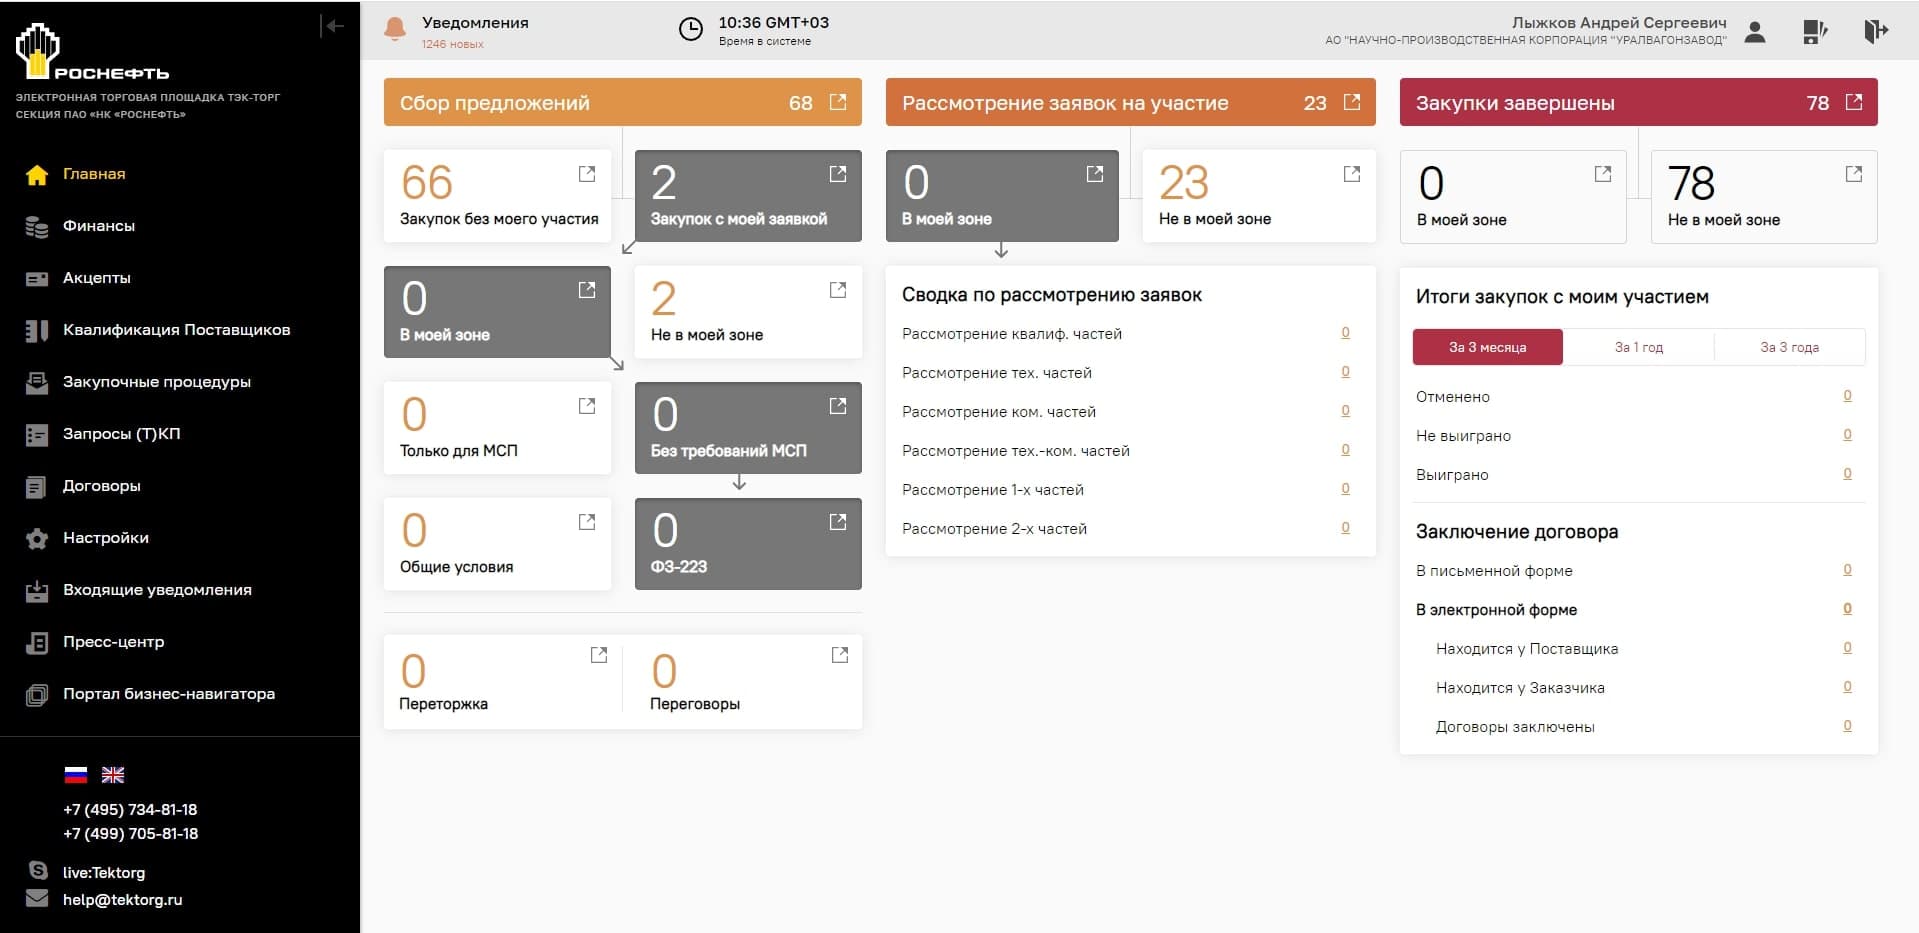 РОСНЕФТЬ
ЭЛЕКТРОННАЯ ТОРГОВАЯ ПЛОЩАДКА ТЭК-ТОРГ
СЕКЦИЯ ПАО «НК «РОСНЕФТЬ»
Главная
Финансы
Акцепты
Квалификация Поставщиков
Закупочные процедуры
Запросы (Т)КП
Договоры
Настройки
Входящие уведомления
Пресс-центр
Портал бизнес-навигатора
+7 (495) 734-81-18
+7 (499) 705-81-18
live:Tektorg
help@tektorg.ru
Уведомления
1246 новых
10:36 GMT+03
Время в системе
Лыжков Андрей Сергеевич
АО "НАУЧНО-ПРОИЗВОДСТВЕННАЯ КОРПОРАЦИЯ "УРАЛВАГОНЗАВОД"
Сбор предложений 68
66
Закупок без моего участия
2
Закупок с моей заявкой
0
В моей зоне
2
Не в моей зоне
0
Только для МСП
0
Без требований МСП
0
Общие условия
0
ФЗ-223
0
Переторжка
0
Переговоры
Рассмотрение заявок на участие 23
0
В моей зоне
23
Не в моей зоне
Сводка по рассмотрению заявок
Рассмотрение квалиф. частей 0
Рассмотрение тех. частей 0
Рассмотрение ком. частей 0
Рассмотрение тех.-ком. частей 0
Рассмотрение 1-х частей 0
Рассмотрение 2-х частей 0
Закупки завершены 78
0
В моей зоне
78
Не в моей зоне
Итоги закупок с моим участием
За 3 месяца За 1 год За 3 года
Отменено 0
Не выиграно 0
Выиграно 0
Заключение договора
В письменной форме 0
В электронной форме 0
Находится у Поставщика 0
Находится у Заказчика 0
Договоры заключены 0